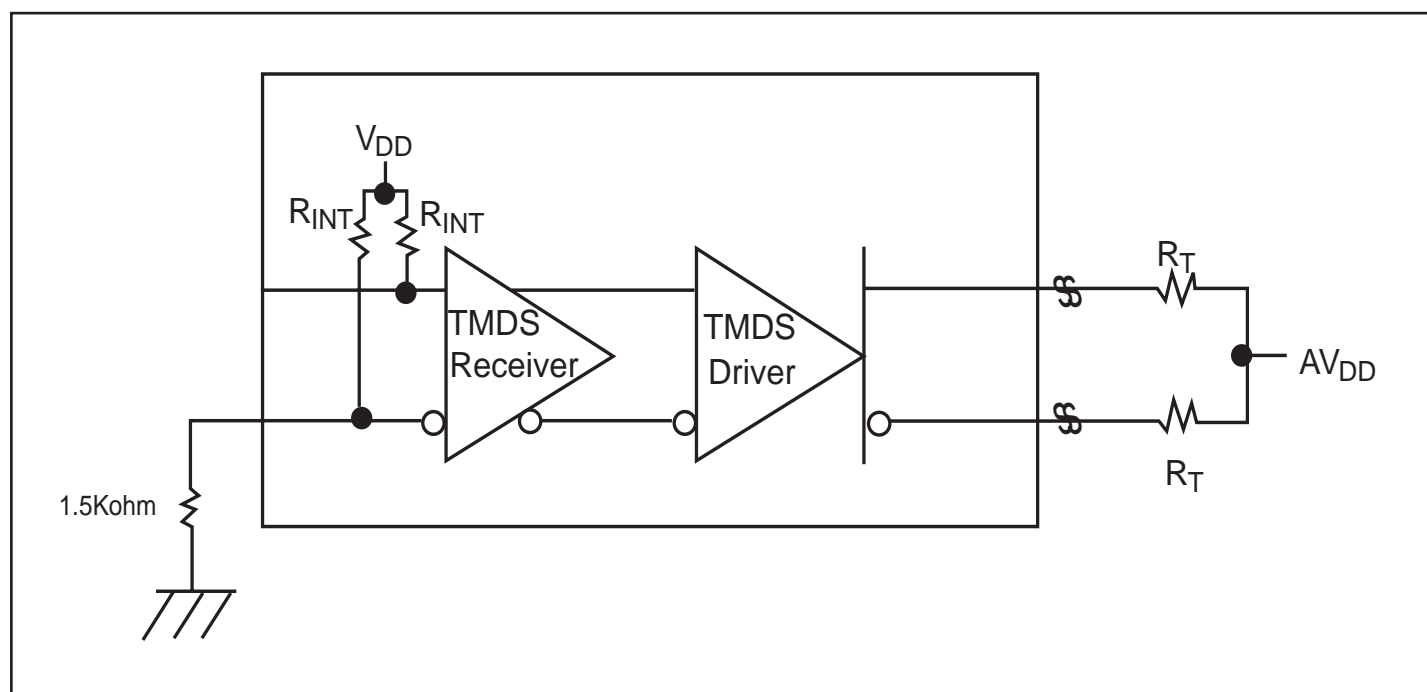 VDD
RINT
RINT
TMDS
Receiver
TMDS
Driver
RT
AVDD
RT
1.5Kohm